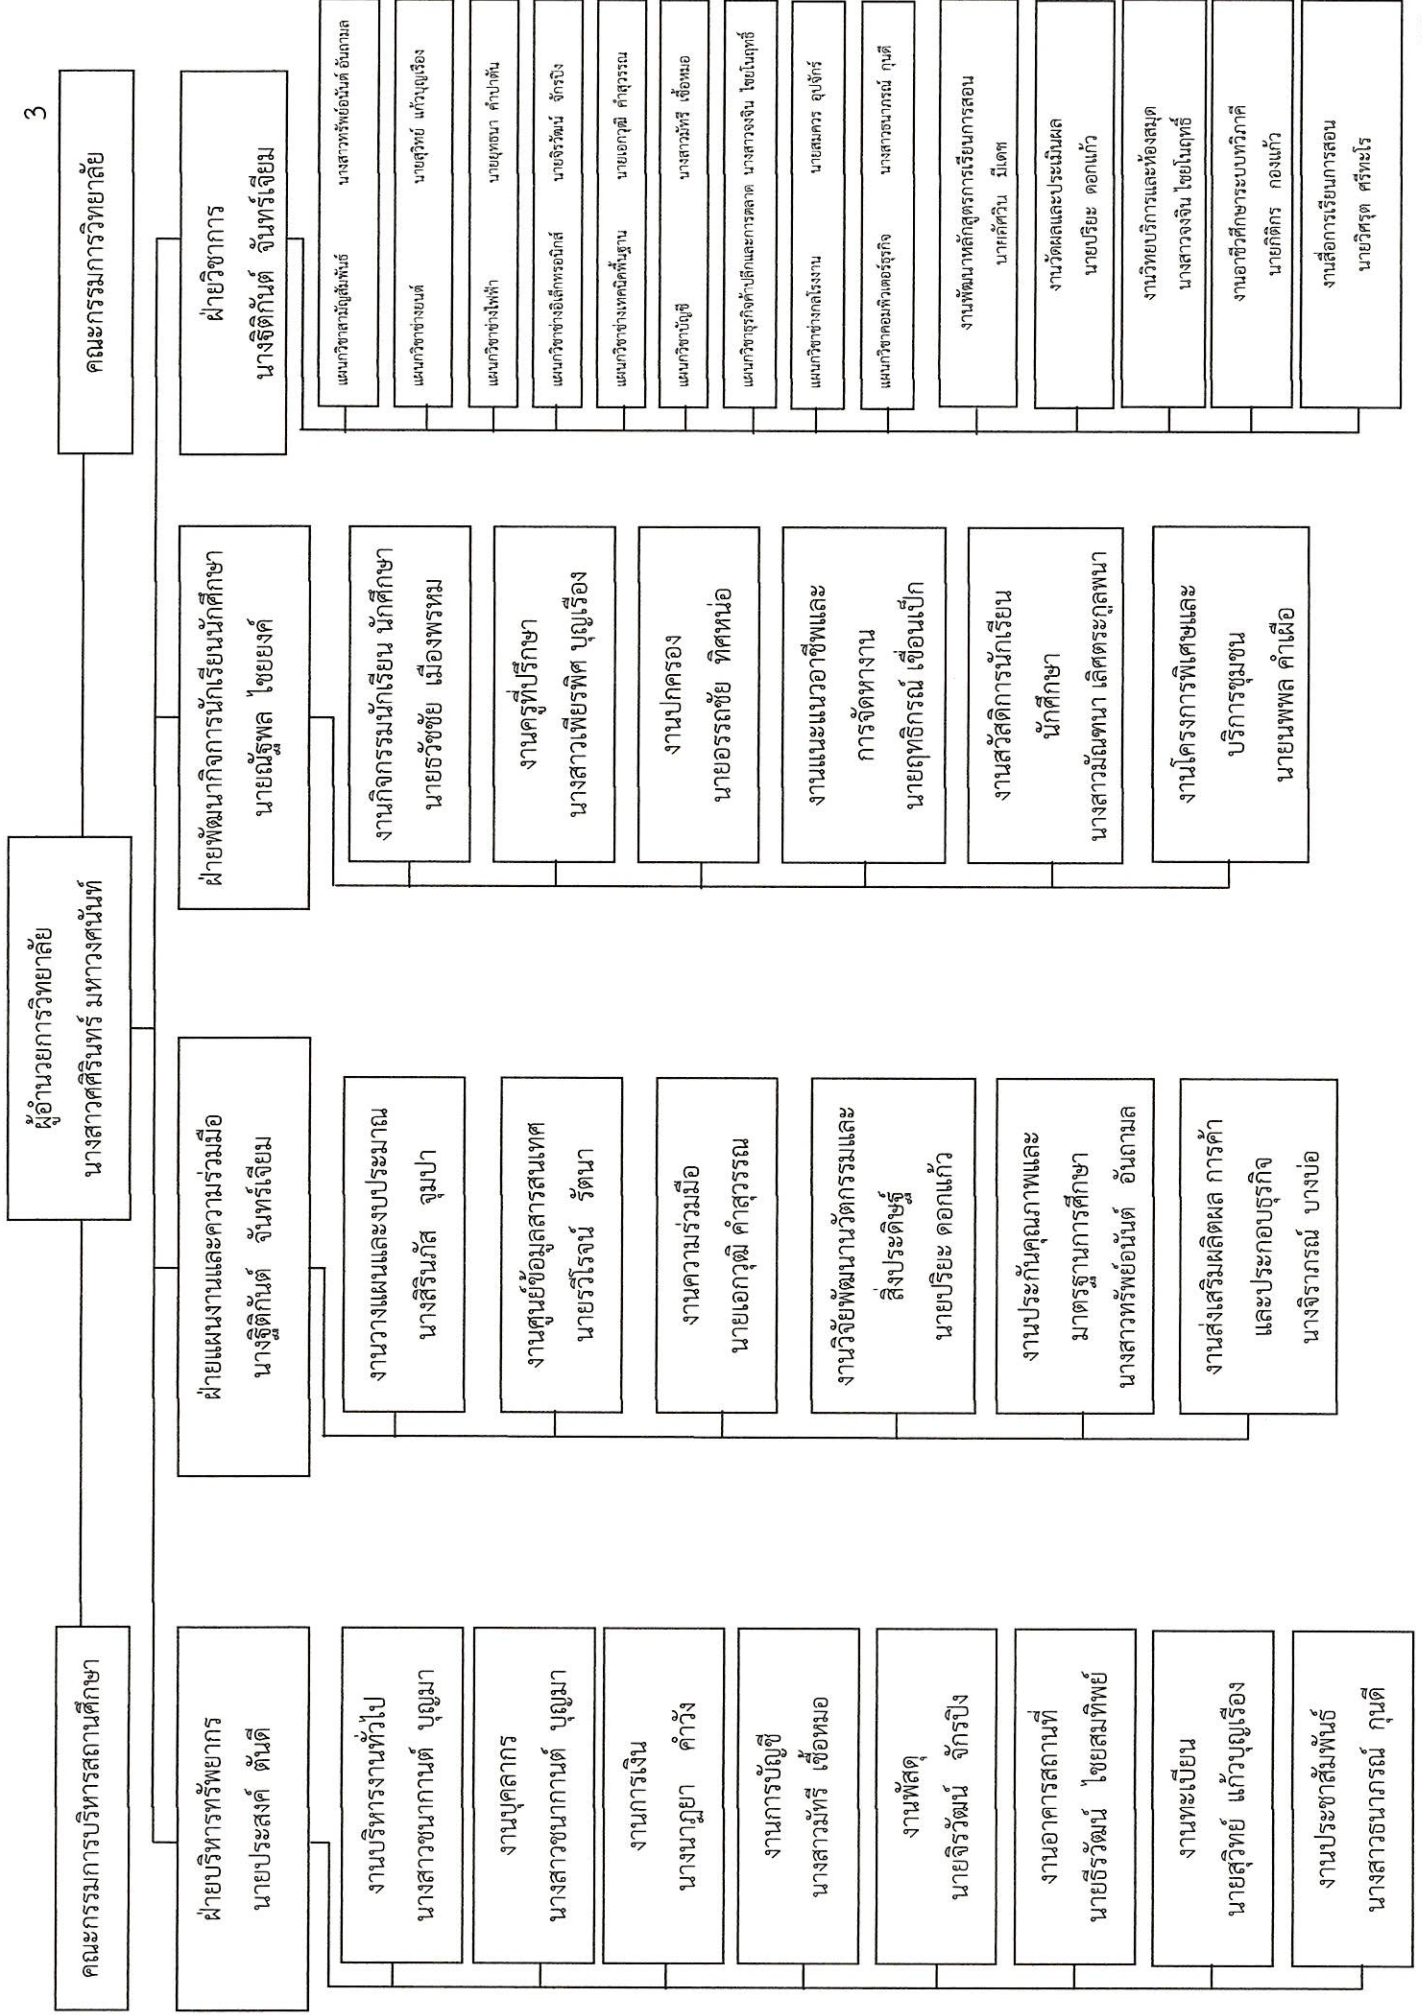 3
ผู้อำนวยการวิทยาลัย
นางสาวศศิรินทร์ มหาวงศนันท์
คณะกรรมการบริหารสถานศึกษา
คณะกรรมการวิทยาลัย
ฝ่ายบริหารทรัพยากร
นายประสงค์ ตันดี
งานบริหารงานทั่วไป
นางสาวชนากานต์ บุญมา
งานบุคลากร
นางสาวชนากานต์ บุญมา
งานการเงิน
นางนาฏยา คำวัง
งานการบัญชี
นางสาวมัทรี เชื้อหมอ
งานพัสดุ
นายจิรวัฒน์ จักรปิง
งานอาคารสถานที่
นายธีรวัฒน์ ไชยสมทิพย์
งานทะเบียน
นายสุวิทย์ แก้วบุญเรือง
งานประชาสัมพันธ์
นางสาวธนาภรณ์ กุนดี
ฝ่ายแผนงานและความร่วมมือ
นางฐิติกันต์ จันทร์เจียม
งานวางแผนและงบประมาณ
นางสิรินภัส จุมปา
งานศูนย์ข้อมูลสารสนเทศ
นายรวีโรจน์ รัตนา
งานความร่วมมือ
นายเอกวุฒิ คำสุวรรณ
งานวิจัยพัฒนานวัตกรรมและ
สิ่งประดิษฐ์
นายปริยะ ดอกแก้ว
งานประกันคุณภาพและ
มาตรฐานการศึกษา
นางสาวทรัพย์อนันต์ อันถามล
งานส่งเสริมผลิตผล การค้า
และประกอบธุรกิจ
นางจิราภรณ์ บางบ่อ
ฝ่ายพัฒนากิจการนักเรียนนักศึกษา
นายณัฐพล ไชยยงค์
งานกิจกรรมนักเรียน นักศึกษา
นายธวัชชัย เมืองพรหม
งานครูที่ปรึกษา
นางสาวเพียรพิศ บุญเรือง
งานปกครอง
นายอรรถชัย ทิศหน่อ
งานแนะแนวอาชีพและ
การจัดหางาน
นายฤทธิกรณ์ เขื่อนเป็ก
งานสวัสดิการนักเรียน
นักศึกษา
นางสาวมัณฑนา เลิศตระกูลพนา
งานโครงการพิเศษและ
บริการชุมชน
นายนพพล คำเผือ
ฝ่ายวิชาการ
นางฐิติกันต์ จันทร์เจียม
แผนกวิชาสามัญสัมพันธ์ นางสาวทรัพย์อนันต์ อันถามล
แผนกวิชาช่างยนต์ นายสุวิทย์ แก้วบุญเรือง
แผนกวิชาช่างไฟฟ้า นายยุทธนา คำปาตัน
แผนกวิชาช่างอิเล็กทรอนิกส์ นายจิรวัฒน์ จักรปิง
แผนกวิชาช่างเทคนิคพื้นฐาน นายเอกวุฒิ คำสุวรรณ
แผนกวิชาบัญชี นางสาวมัทรี เชื้อหมอ
แผนกวิชาธุรกิจค้าปลีกและการตลาด นางสาวจงจิน ไชยโนฤทธิ์
แผนกวิชาช่างกลโรงงาน นายสมควร อุปจักร์
แผนกวิชาคอมพิวเตอร์ธุรกิจ นางสาวธนาภรณ์ กุนดี
งานพัฒนาหลักสูตรการเรียนการสอน
นายอัศวิน มีเดช
งานวัดผลและประเมินผล
นายปริยะ ดอกแก้ว
งานวิทยบริการและห้องสมุด
นางสาวจงจิน ไชยโนฤทธิ์
งานอาชีวศึกษาระบบทวิภาคี
นายกิติกร กองแก้ว
งานสื่อการเรียนการสอน
นายวิศรุต ศรีทะโร